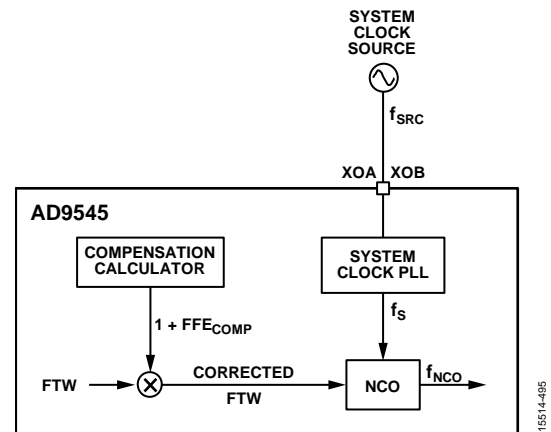 SYSTEM
CLOCK
SOURCE
fSRC
XOA XOB
AD9545
COMPENSATION
CALCULATOR
SYSTEM
CLOCK PLL
1 + FFECOMP
fS
FTW
CORRECTED
FTW
NCO
fNCO
15514-495